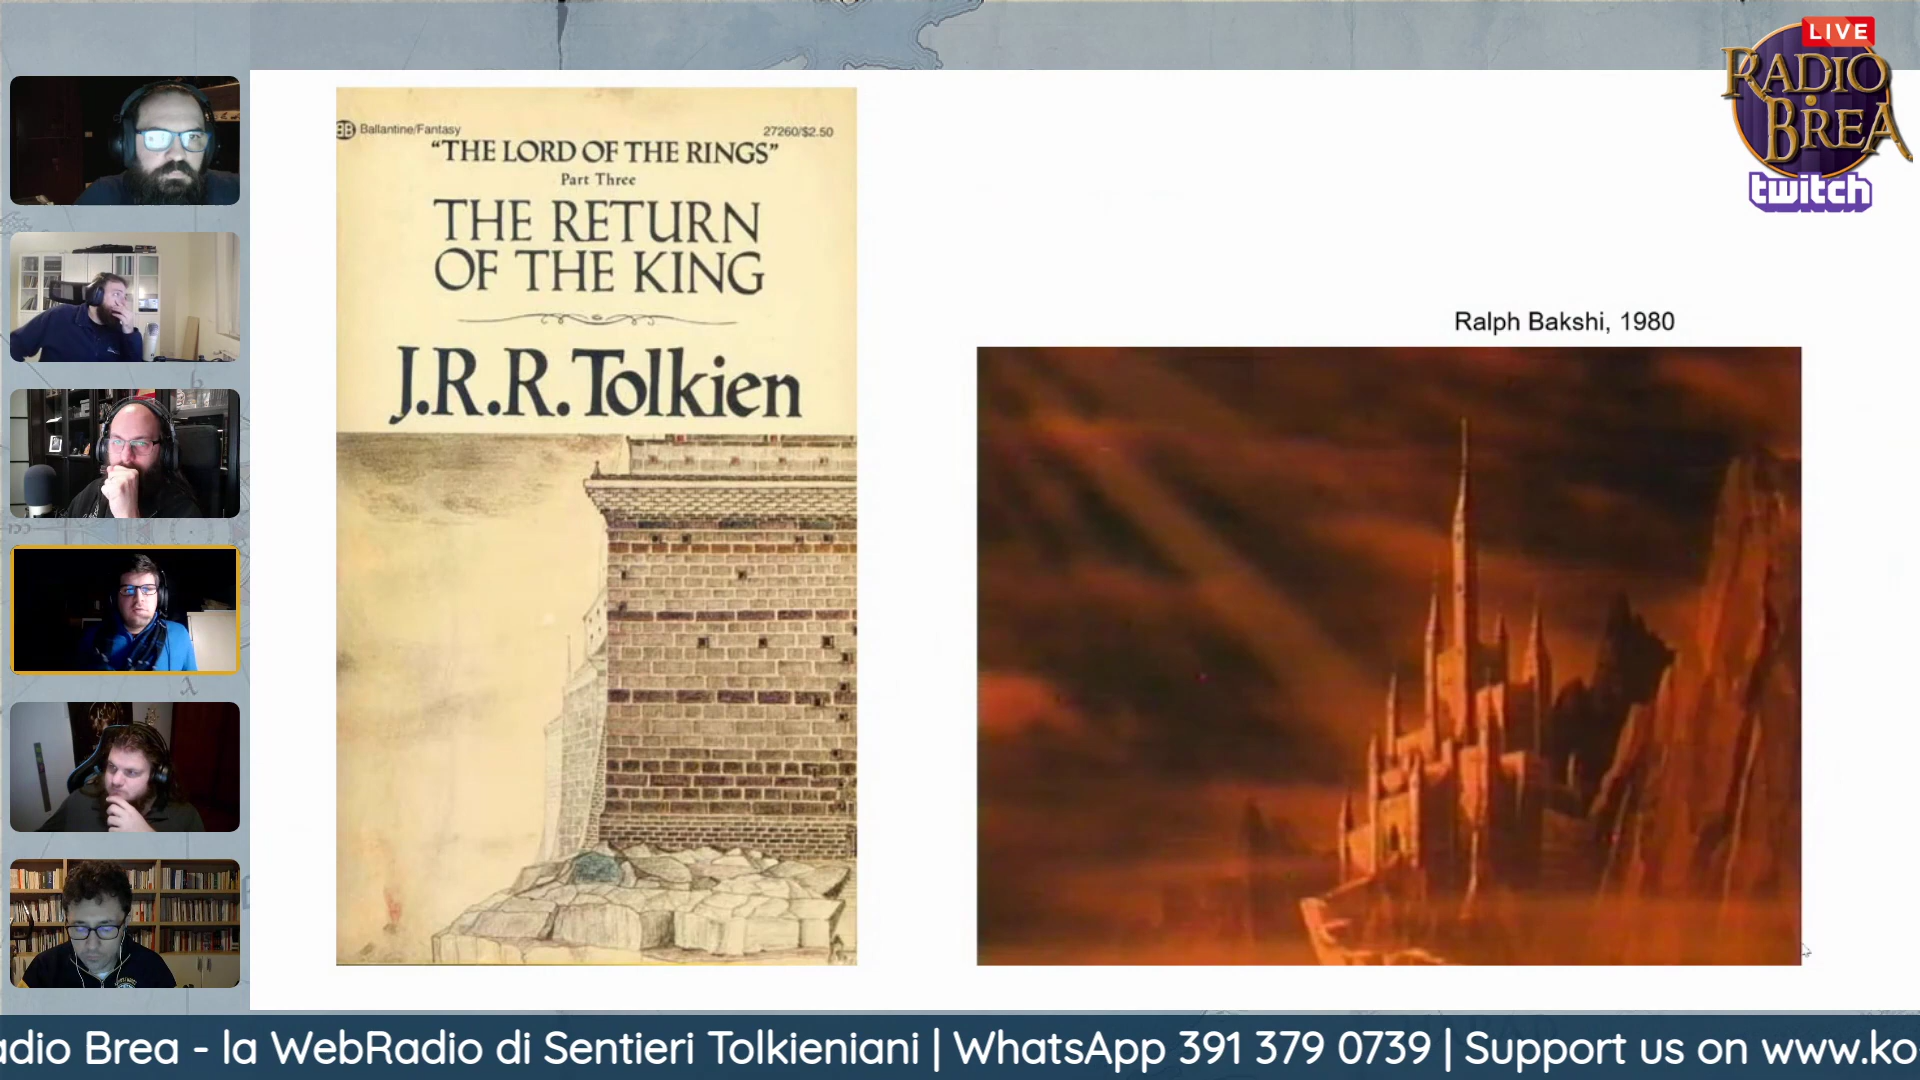 LIVE
RADIO
BREA
twitch
BB Ballantine/Fantasy 27260/$2.50
"THE LORD OF THE RINGS"
Part Three
THE RETURN
OF THE KING
J.R.R. Tolkien
Ralph Bakshi, 1980
adio Brea - la WebRadio di Sentieri Tolkieniani | WhatsApp 391 379 0739 | Support us on www.ko